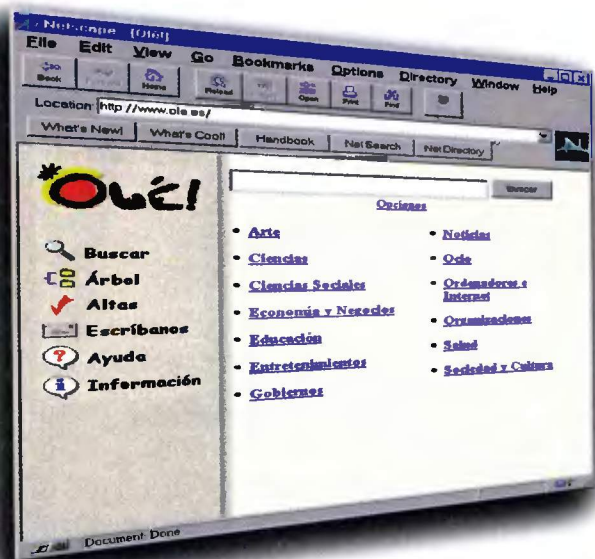 Netscape - [Olé!]
File Edit View Go Bookmarks Options Directory Window Help
Back Forward Home Reload Open Print Find
Location: http://www.ole.es/
What's New! What's Cool! Handbook Net Search Net Directory
Olé!
Buscar
Árbol
Altas
Escríbanos
Ayuda
Información
Buscar
Opciones
Arte
Ciencias
Ciencias Sociales
Economía y Negocios
Educación
Entretenimientos
Gobiernos
Noticias
Ocio
Ordenadores e
Internet
Organizaciones
Salud
Sociedad y Cultura
Document: Done